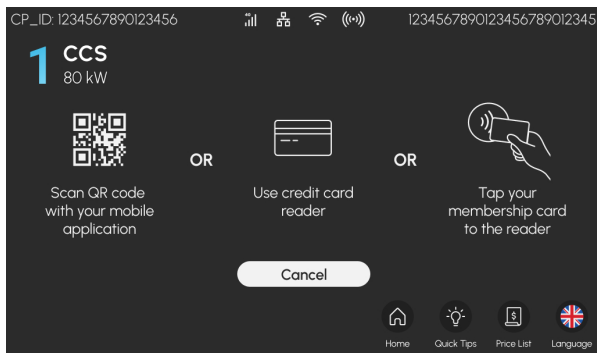 CP_ID: 1234567890123456
4G
1234567890123456789012345
1
CCS
80 kW
Scan QR code
with your mobile
application
OR
Use credit card
reader
OR
Tap your
membership card
to the reader
Cancel
Home
Quick Tips
Price List
Language